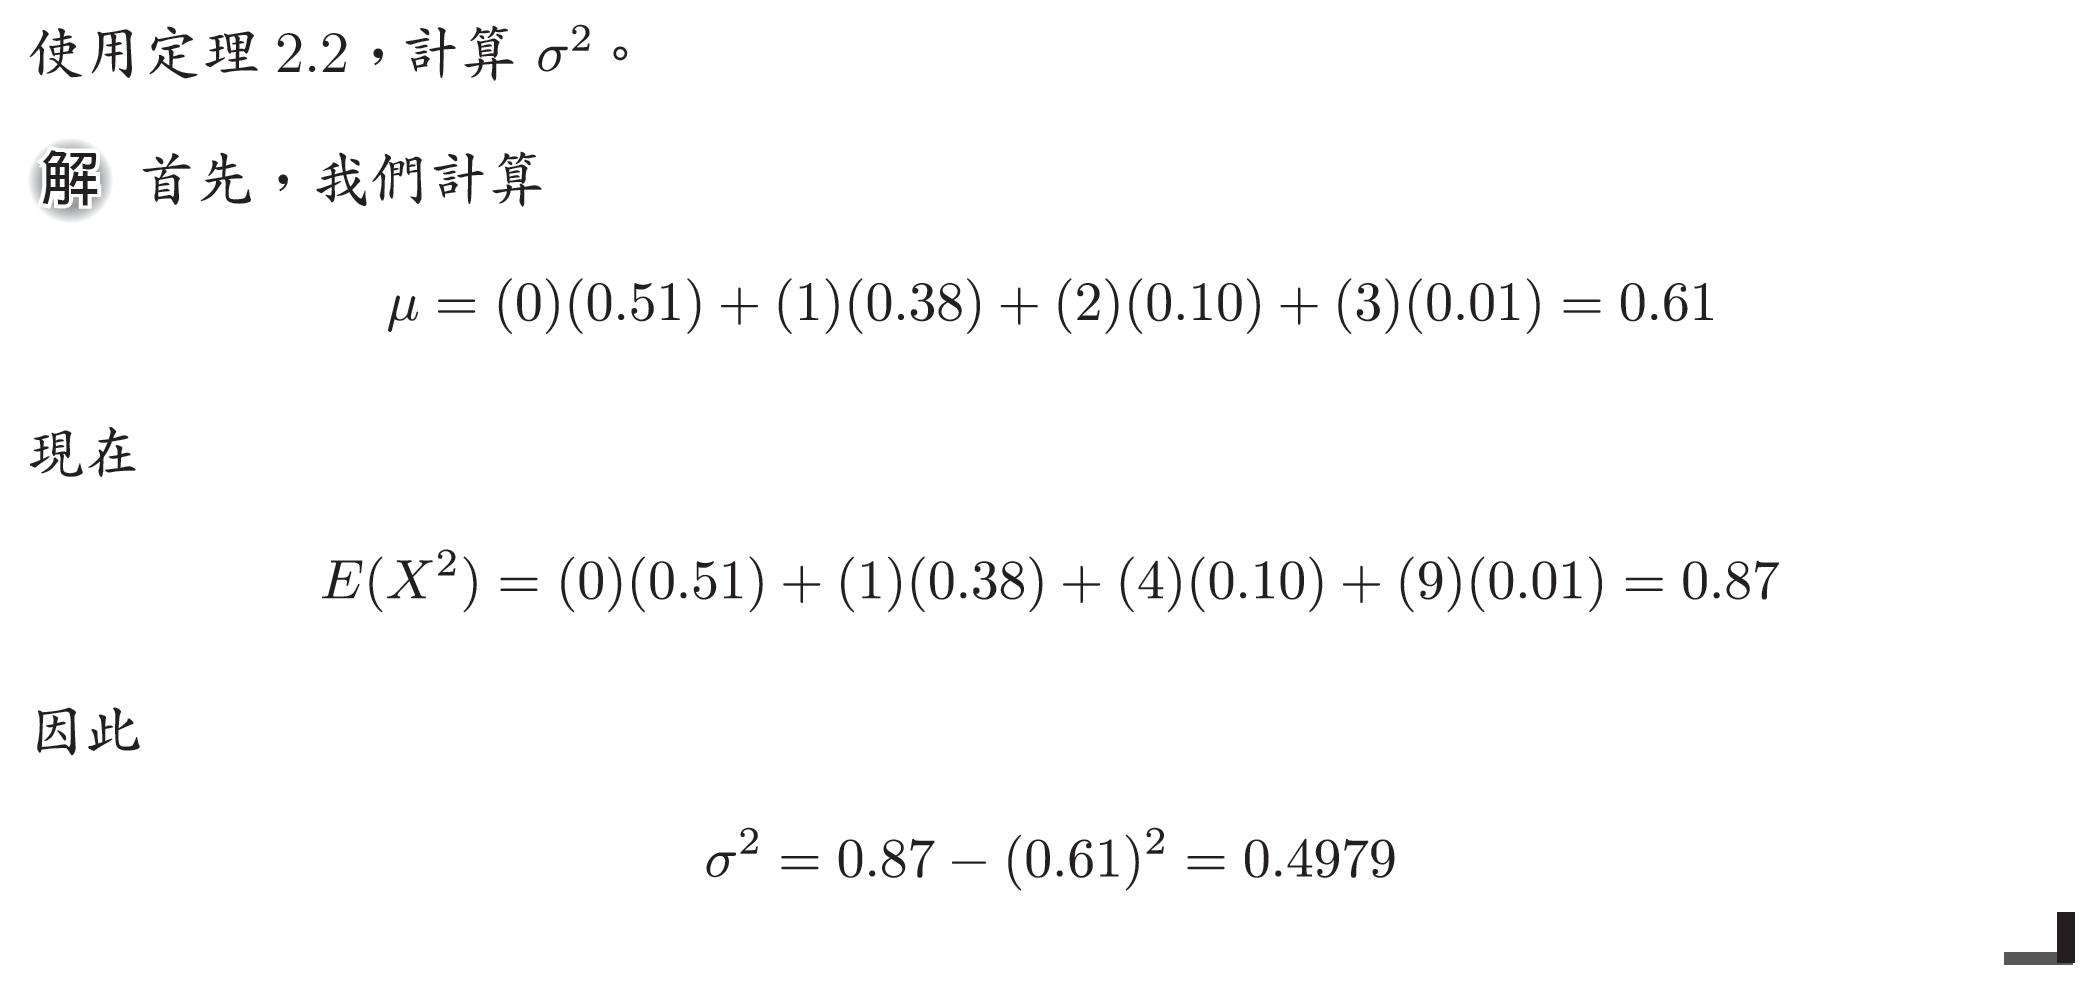 使用定理 2.2，計算 σ²。
解 首先，我們計算
μ = (0)(0.51) + (1)(0.38) + (2)(0.10) + (3)(0.01) = 0.61
現在
E(X²) = (0)(0.51) + (1)(0.38) + (4)(0.10) + (9)(0.01) = 0.87
因此
σ² = 0.87 − (0.61)² = 0.4979